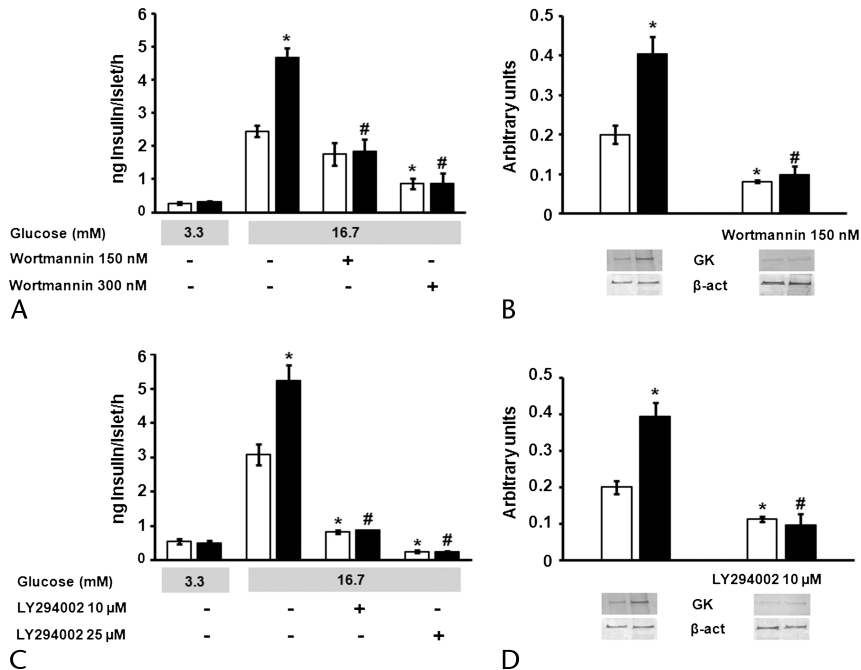 6
5
4
3
2
1
0
ng Insulin/Islet/h
*
#
*
#
Glucose (mM) 3.3 16.7
Wortmannin 150 nM - - + -
Wortmannin 300 nM - - - +
A
0.5
0.4
0.3
0.2
0.1
0
Arbitrary units
*
*
#
Wortmannin 150 nM
GK
β-act
B
6
5
4
3
2
1
0
ng Insulin/Islet/h
*
*
#
*
#
Glucose (mM) 3.3 16.7
LY294002 10 µM - - + -
LY294002 25 µM - - - +
C
0.5
0.4
0.3
0.2
0.1
0
Arbitrary units
*
*
#
LY294002 10 µM
GK
β-act
D